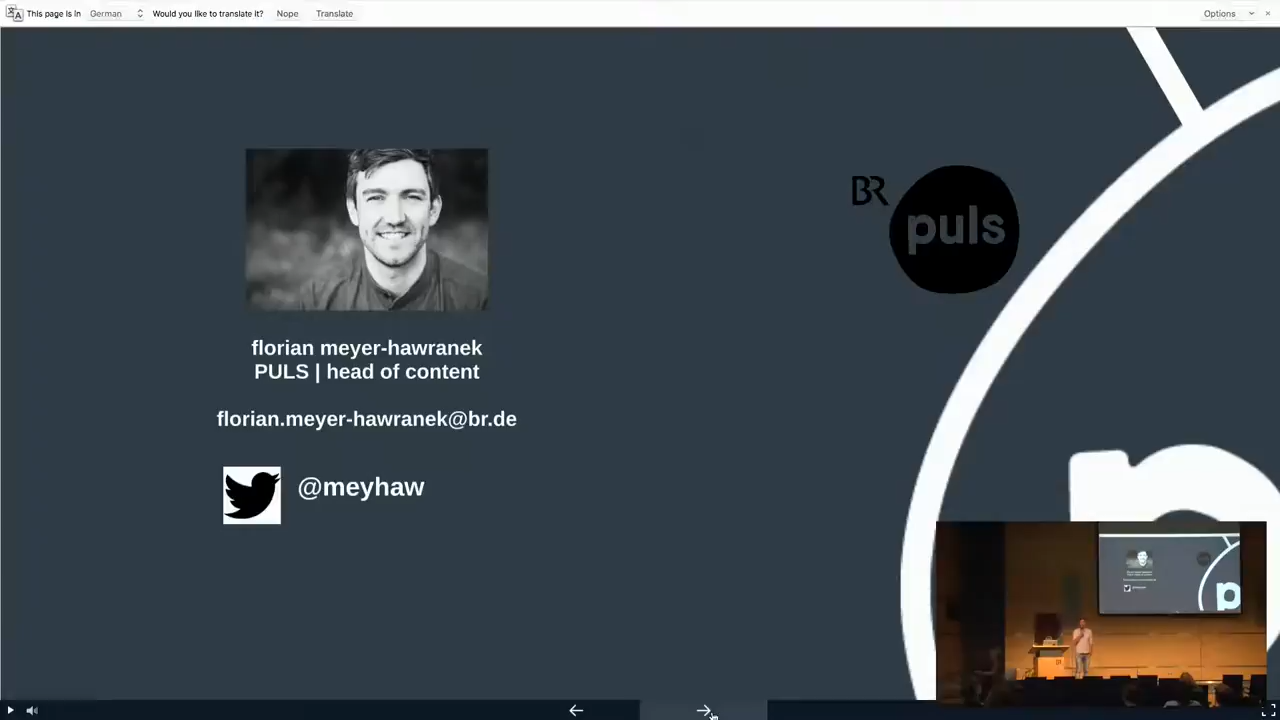 This page is in German Would you like to translate it? Nope Translate Options
BR
puls
florian meyer-hawranek
PULS | head of content
florian.meyer-hawranek@br.de
@meyhaw
p